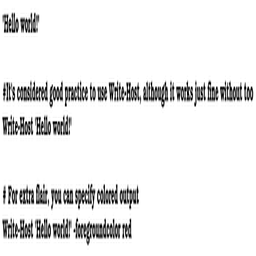 'Hello world!'
#It's considered good practice to use Write-Host, although it works just fine without too
Write-Host 'Hello world!'
# For extra flair, you can specify colored output
Write-Host 'Hello world!' -foregroundcolor red